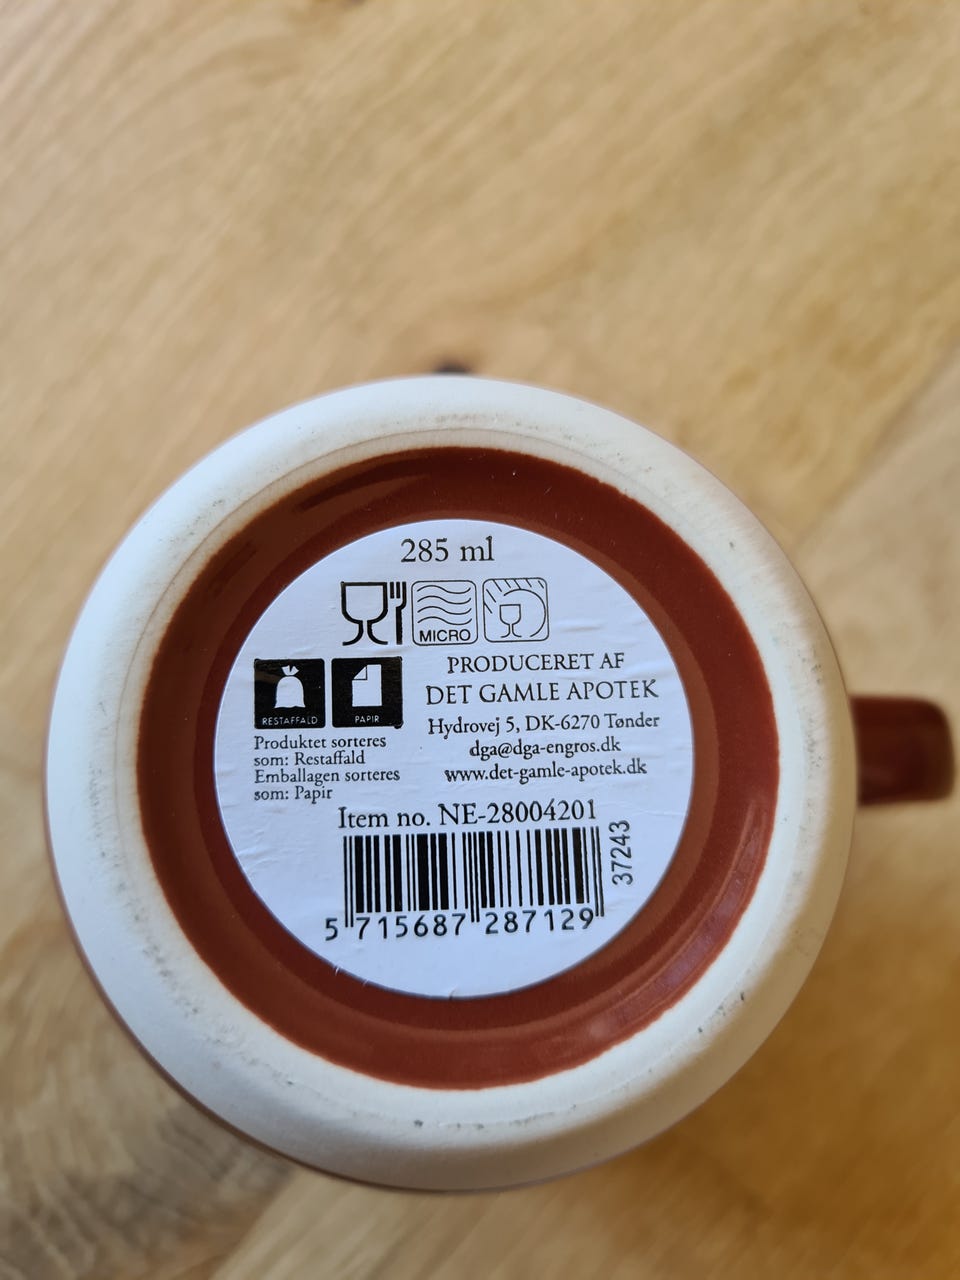 285 ml
MICRO
RESTAFFALD
PAPIR
Produktet sorteres
som: Restaffald
Emballagen sorteres
som: Papir
PRODUCERET AF
DET GAMLE APOTEK
Hydrovej 5, DK-6270 Tønder
dga@dga-engros.dk
www.det-gamle-apotek.dk
Item no. NE-28004201
37243
5 715687 287129